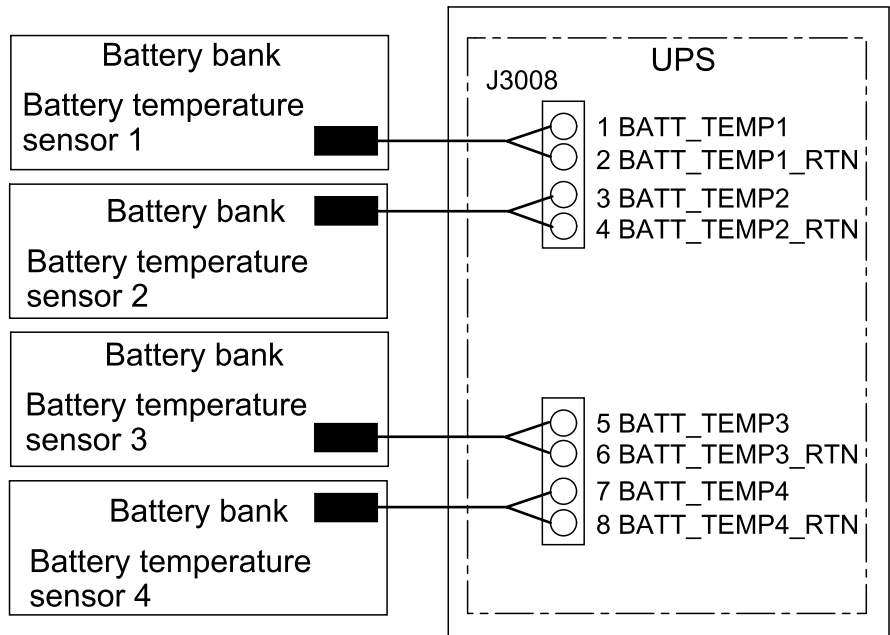 Battery bank
Battery temperature
sensor 1
Battery bank
Battery temperature
sensor 2
Battery bank
Battery temperature
sensor 3
Battery bank
Battery temperature
sensor 4
UPS
J3008
1 BATT_TEMP1
2 BATT_TEMP1_RTN
3 BATT_TEMP2
4 BATT_TEMP2_RTN
5 BATT_TEMP3
6 BATT_TEMP3_RTN
7 BATT_TEMP4
8 BATT_TEMP4_RTN